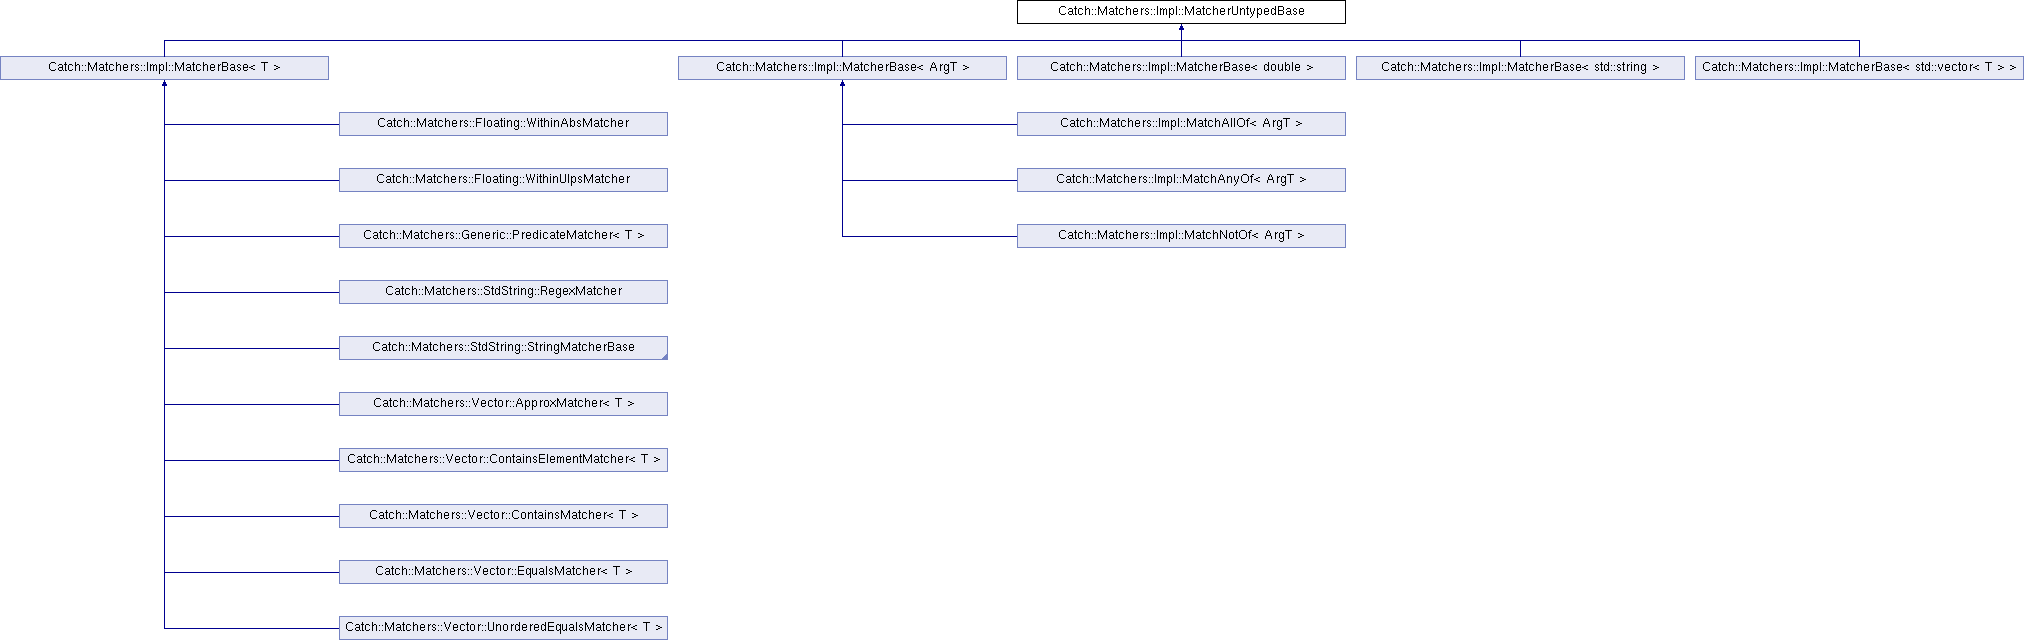 Catch::Matchers::Impl::MatcherUntypedBase
Catch::Matchers::Impl::MatcherBase< T >
Catch::Matchers::Impl::MatcherBase< ArgT >
Catch::Matchers::Impl::MatcherBase< double >
Catch::Matchers::Impl::MatcherBase< std::string >
Catch::Matchers::Impl::MatcherBase< std::vector< T > >
Catch::Matchers::Floating::WithinAbsMatcher
Catch::Matchers::Impl::MatchAllOf< ArgT >
Catch::Matchers::Floating::WithinUlpsMatcher
Catch::Matchers::Impl::MatchAnyOf< ArgT >
Catch::Matchers::Generic::PredicateMatcher< T >
Catch::Matchers::Impl::MatchNotOf< ArgT >
Catch::Matchers::StdString::RegexMatcher
Catch::Matchers::StdString::StringMatcherBase
Catch::Matchers::Vector::ApproxMatcher< T >
Catch::Matchers::Vector::ContainsElementMatcher< T >
Catch::Matchers::Vector::ContainsMatcher< T >
Catch::Matchers::Vector::EqualsMatcher< T >
Catch::Matchers::Vector::UnorderedEqualsMatcher< T >